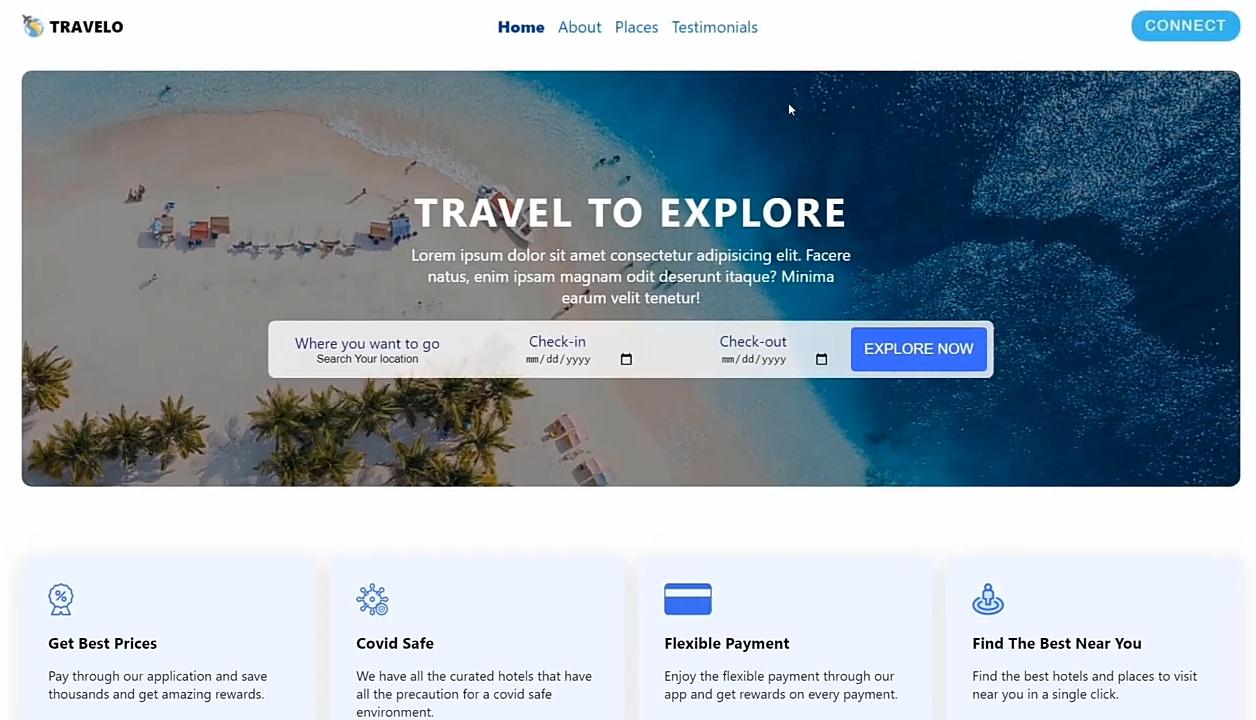 TRAVELO
Home About Places Testimonials
CONNECT
TRAVEL TO EXPLORE
Lorem ipsum dolor sit amet consectetur adipisicing elit. Facere
natus, enim ipsam magnam odit deserunt itaque? Minima
earum velit tenetur!
Where you want to go
Search Your location
Check-in
mm/dd/yyyy
Check-out
mm/dd/yyyy
EXPLORE NOW
Get Best Prices
Pay through our application and save
thousands and get amazing rewards.
Covid Safe
We have all the curated hotels that have
all the precaution for a covid safe
environment.
Flexible Payment
Enjoy the flexible payment through our
app and get rewards on every payment.
Find The Best Near You
Find the best hotels and places to visit
near you in a single click.